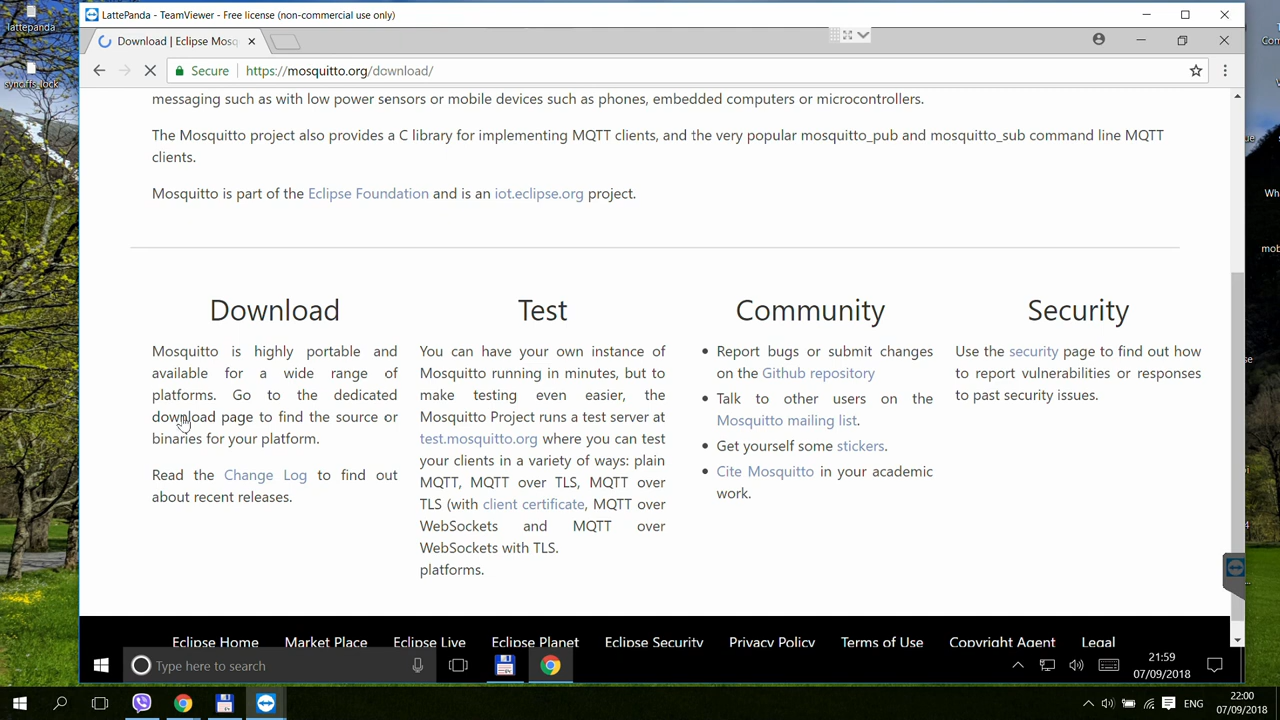 lattepanda
syncliffs_lock
LattePanda - TeamViewer - Free license (non-commercial use only)
Download | Eclipse Mosq
Secure
https://mosquitto.org/download/
messaging such as with low power sensors or mobile devices such as phones, embedded computers or microcontrollers.
The Mosquitto project also provides a C library for implementing MQTT clients, and the very popular mosquitto_pub and mosquitto_sub command line MQTT
clients.
Mosquitto is part of the Eclipse Foundation and is an iot.eclipse.org project.
Download
Mosquitto is highly portable and
available for a wide range of
platforms. Go to the dedicated
download page to find the source or
binaries for your platform.
Read the Change Log to find out
about recent releases.
Test
You can have your own instance of
Mosquitto running in minutes, but to
make testing even easier, the
Mosquitto Project runs a test server at
test.mosquitto.org where you can test
your clients in a variety of ways: plain
MQTT, MQTT over TLS, MQTT over
TLS (with client certificate, MQTT over
WebSockets and MQTT over
WebSockets with TLS.
platforms.
Community
Report bugs or submit changes
on the Github repository
Talk to other users on the
Mosquitto mailing list.
Get yourself some stickers.
Cite Mosquitto in your academic
work.
Security
Use the security page to find out how
to report vulnerabilities or responses
to past security issues.
Eclipse Home Market Place Eclipse Live Eclipse Planet Eclipse Security Privacy Policy Terms of Use Copyright Agent Legal
Type here to search
21:59
07/09/2018
ENG
22:00
07/09/2018